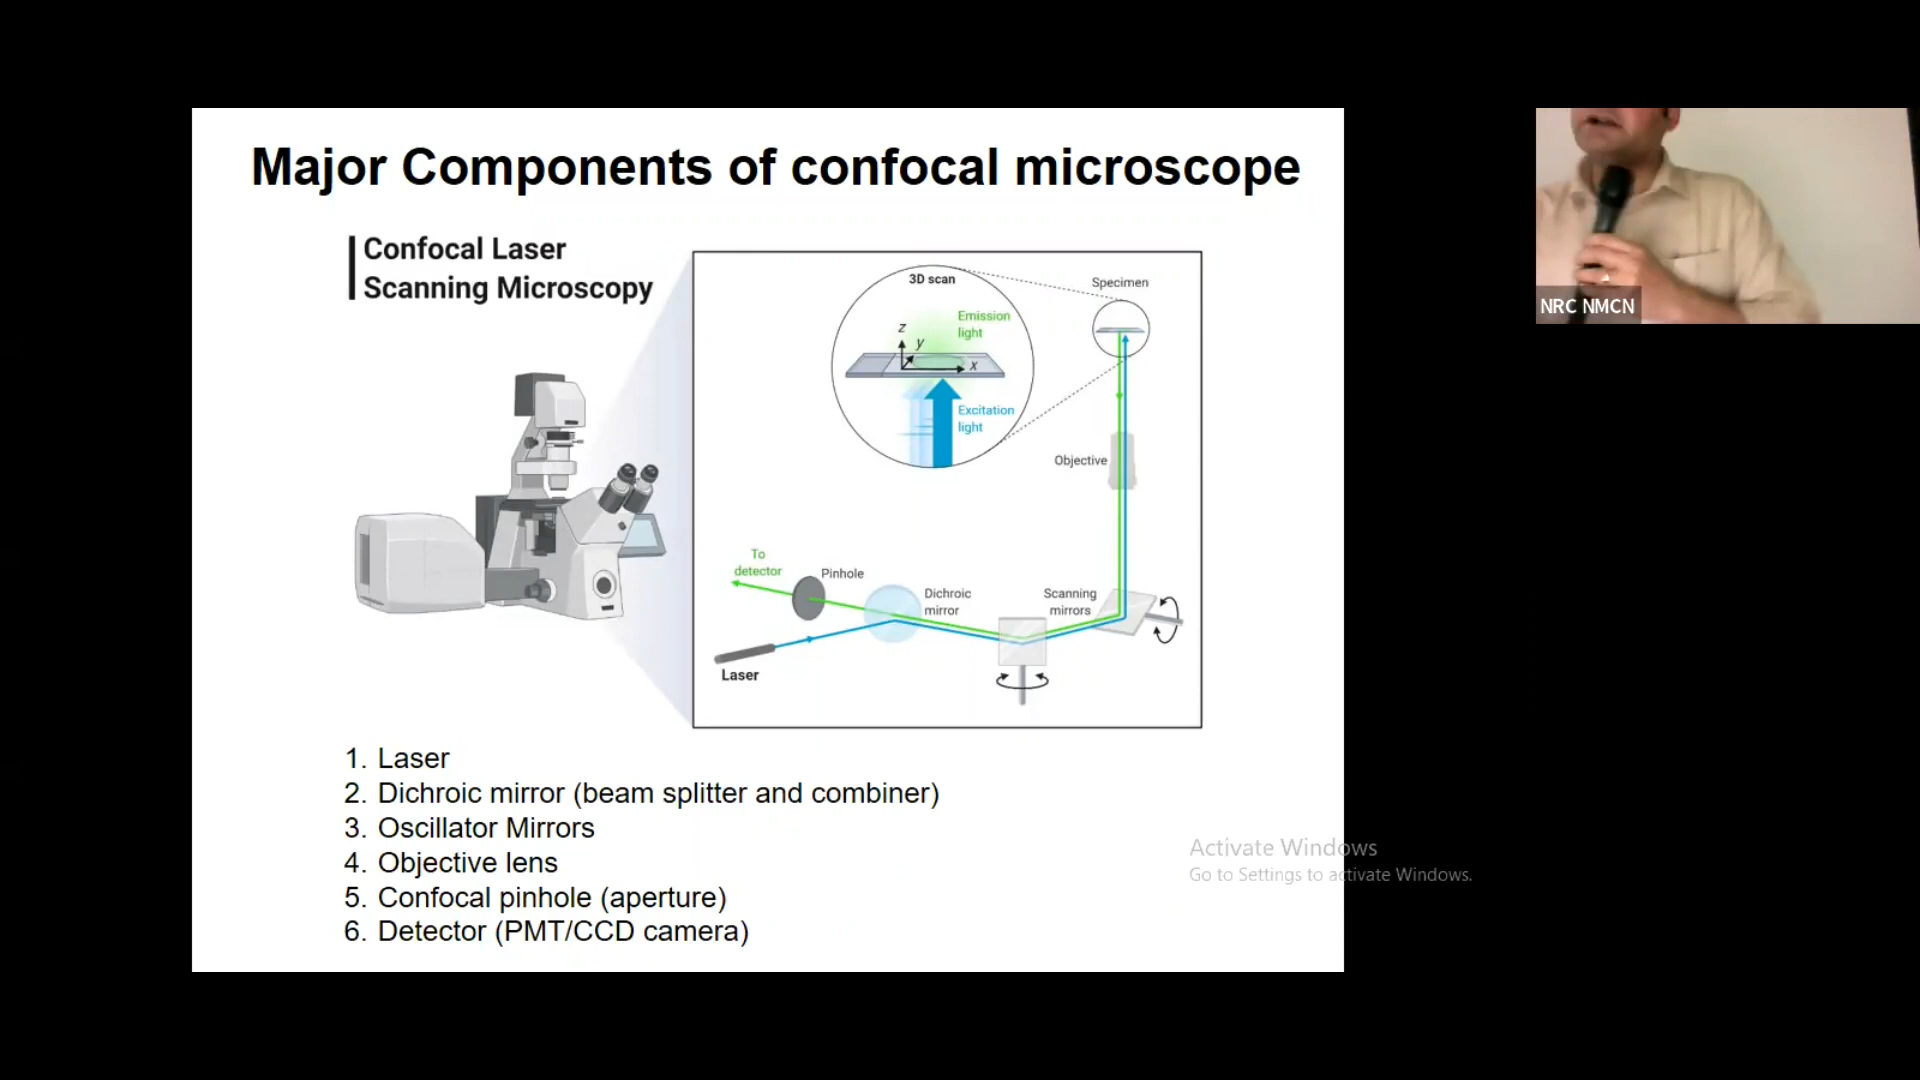 Major Components of confocal microscope
Confocal Laser
Scanning Microscopy
3D scan
Emission
light
z
y
x
Excitation
light
Specimen
Objective
To
detector
Pinhole
Dichroic
mirror
Scanning
mirrors
Laser
1. Laser
2. Dichroic mirror (beam splitter and combiner)
3. Oscillator Mirrors
4. Objective lens
5. Confocal pinhole (aperture)
6. Detector (PMT/CCD camera)
NRC NMCN
Activate Windows
Go to Settings to activate Windows.